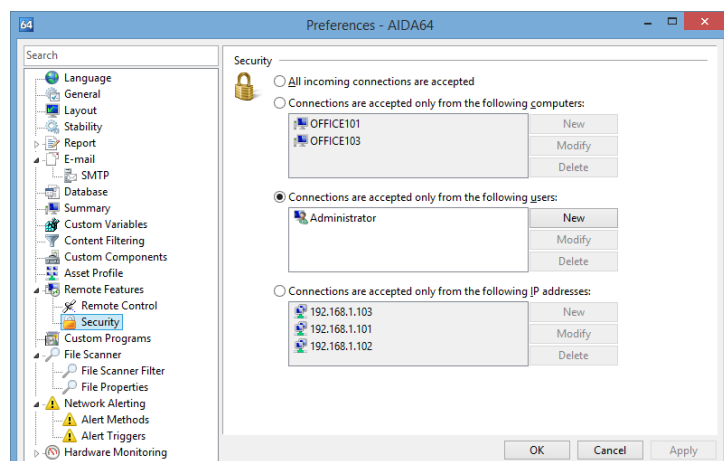 64
Preferences - AIDA64
Search
Language
General
Layout
Stability
Report
E-mail
SMTP
Database
Summary
Custom Variables
Content Filtering
Custom Components
Asset Profile
Remote Features
Remote Control
Security
Custom Programs
File Scanner
File Scanner Filter
File Properties
Network Alerting
Alert Methods
Alert Triggers
Hardware Monitoring
Security
All incoming connections are accepted
Connections are accepted only from the following computers:
OFFICE101
OFFICE103
New
Modify
Delete
Connections are accepted only from the following users:
Administrator
New
Modify
Delete
Connections are accepted only from the following IP addresses:
192.168.1.103
192.168.1.101
192.168.1.102
New
Modify
Delete
OK
Cancel
Apply